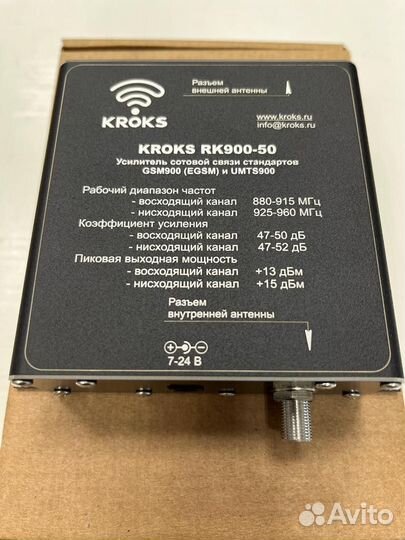 Разъем
внешней антенны
KROKS
www.kroks.ru
info@kroks.ru
KROKS RK900-50
Усилитель сотовой связи стандартов
GSM900 (EGSM) и UMTS900
Рабочий диапазон частот
- восходящий канал 880-915 МГц
- нисходящий канал 925-960 МГц
Коэффициент усиления
- восходящий канал 47-50 дБ
- нисходящий канал 47-52 дБ
Пиковая выходная мощность
- восходящий канал +13 дБм
- нисходящий канал +15 дБм
Разъем
внутренней антенны
7-24 В
Avito